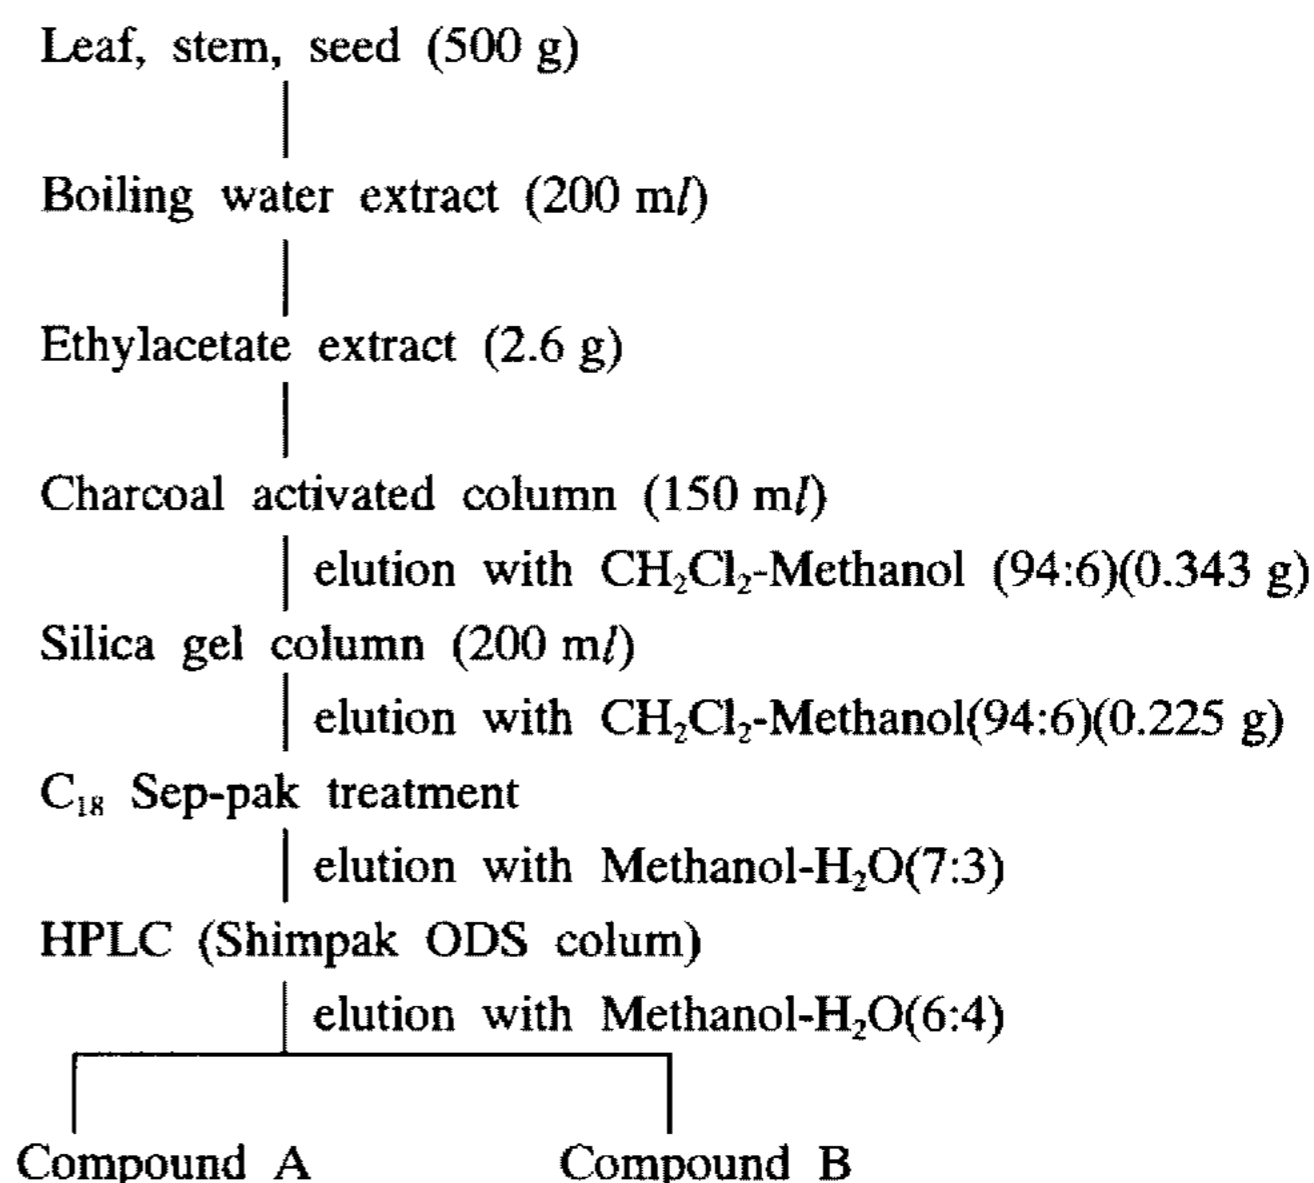 Leaf, stem, seed (500 g)
Boiling water extract (200 ml)
Ethylacetate extract (2.6 g)
Charcoal activated column (150 ml)
elution with CH₂Cl₂-Methanol (94:6)(0.343 g)
Silica gel column (200 ml)
elution with CH₂Cl₂-Methanol(94:6)(0.225 g)
C₁₈ Sep-pak treatment
elution with Methanol-H₂O(7:3)
HPLC (Shimpak ODS colum)
elution with Methanol-H₂O(6:4)
Compound A Compound B